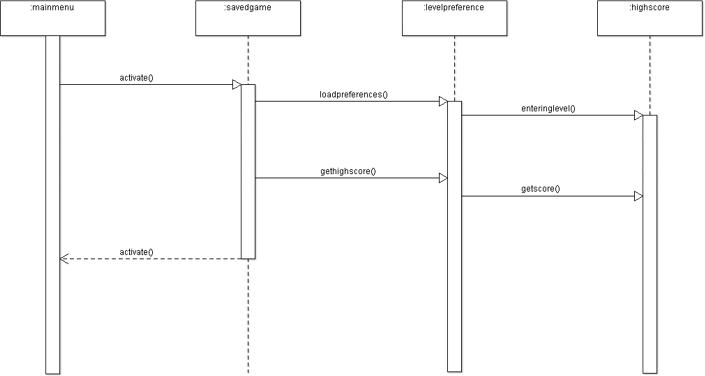 :mainmenu
:savedgame
:levelpreference
:highscore
activate()
loadpreferences()
enteringlevel()
gethighscore()
getscore()
activate()